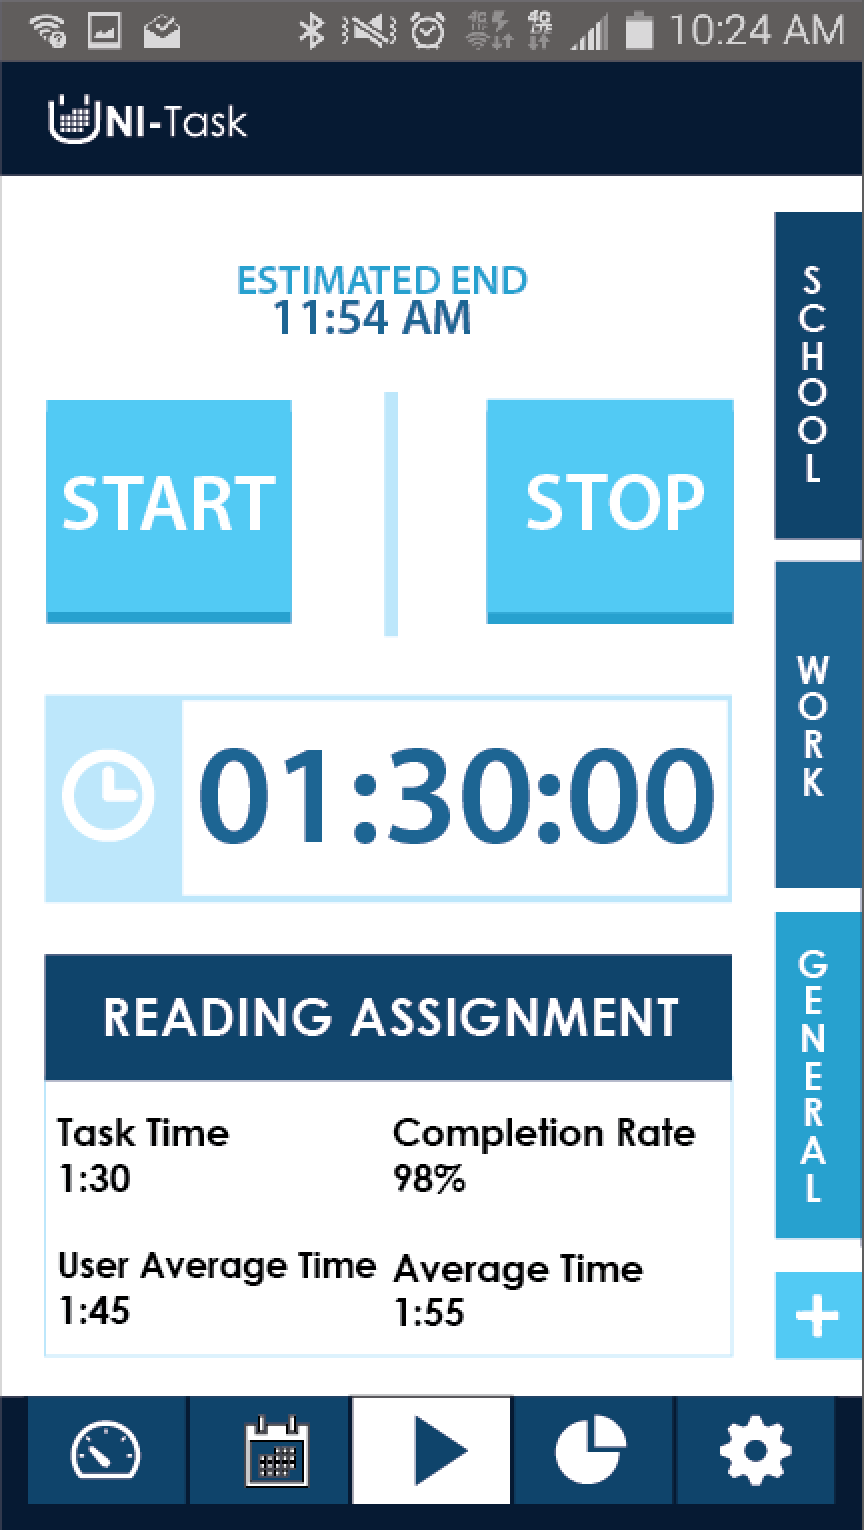 10:24 AM
UNI-Task
ESTIMATED END
11:54 AM
START
STOP
01:30:00
READING ASSIGNMENT
Task Time
1:30
Completion Rate
98%
User Average Time
1:45
Average Time
1:55
SCHOOL
WORK
GENERAL
+